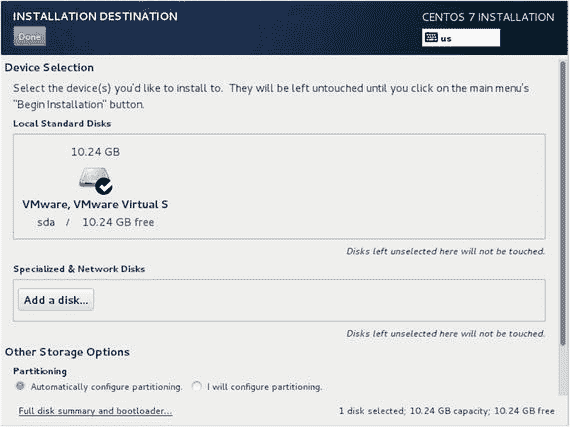 INSTALLATION DESTINATION
CENTOS 7 INSTALLATION
Done
us
Device Selection
Select the device(s) you'd like to install to. They will be left untouched until you click on the main menu's
"Begin Installation" button.
Local Standard Disks
10.24 GB
VMware, VMware Virtual S
sda / 10.24 GB free
Disks left unselected here will not be touched.
Specialized & Network Disks
Add a disk...
Disks left unselected here will not be touched.
Other Storage Options
Partitioning
Automatically configure partitioning. I will configure partitioning.
Full disk summary and bootloader... 1 disk selected; 10.24 GB capacity; 10.24 GB free